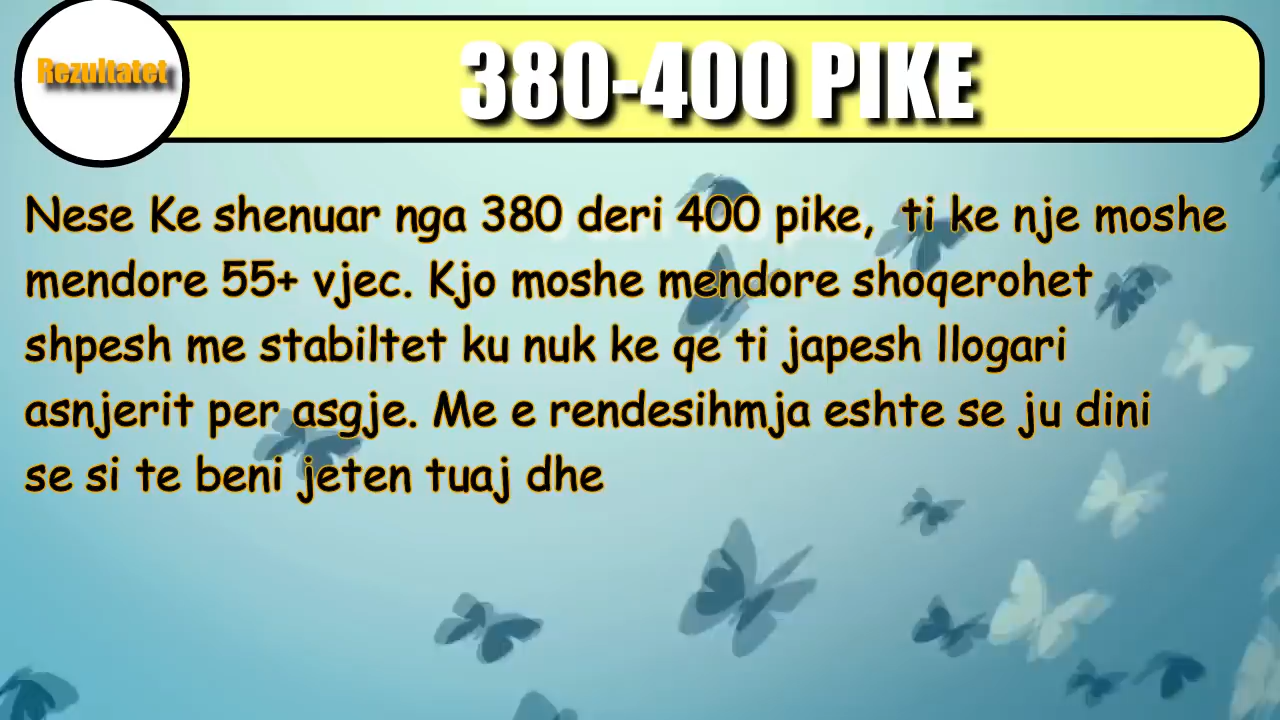 Rezultatet
380-400 PIKE
Nese Ke shenuar nga 380 deri 400 pike, ti ke nje moshe
mendore 55+ vjec. Kjo moshe mendore shoqerohet
shpesh me stabiltet ku nuk ke qe ti japesh llogari
asnjerit per asgje. Me e rendesihmja eshte se ju dini
se si te beni jeten tuaj dhe